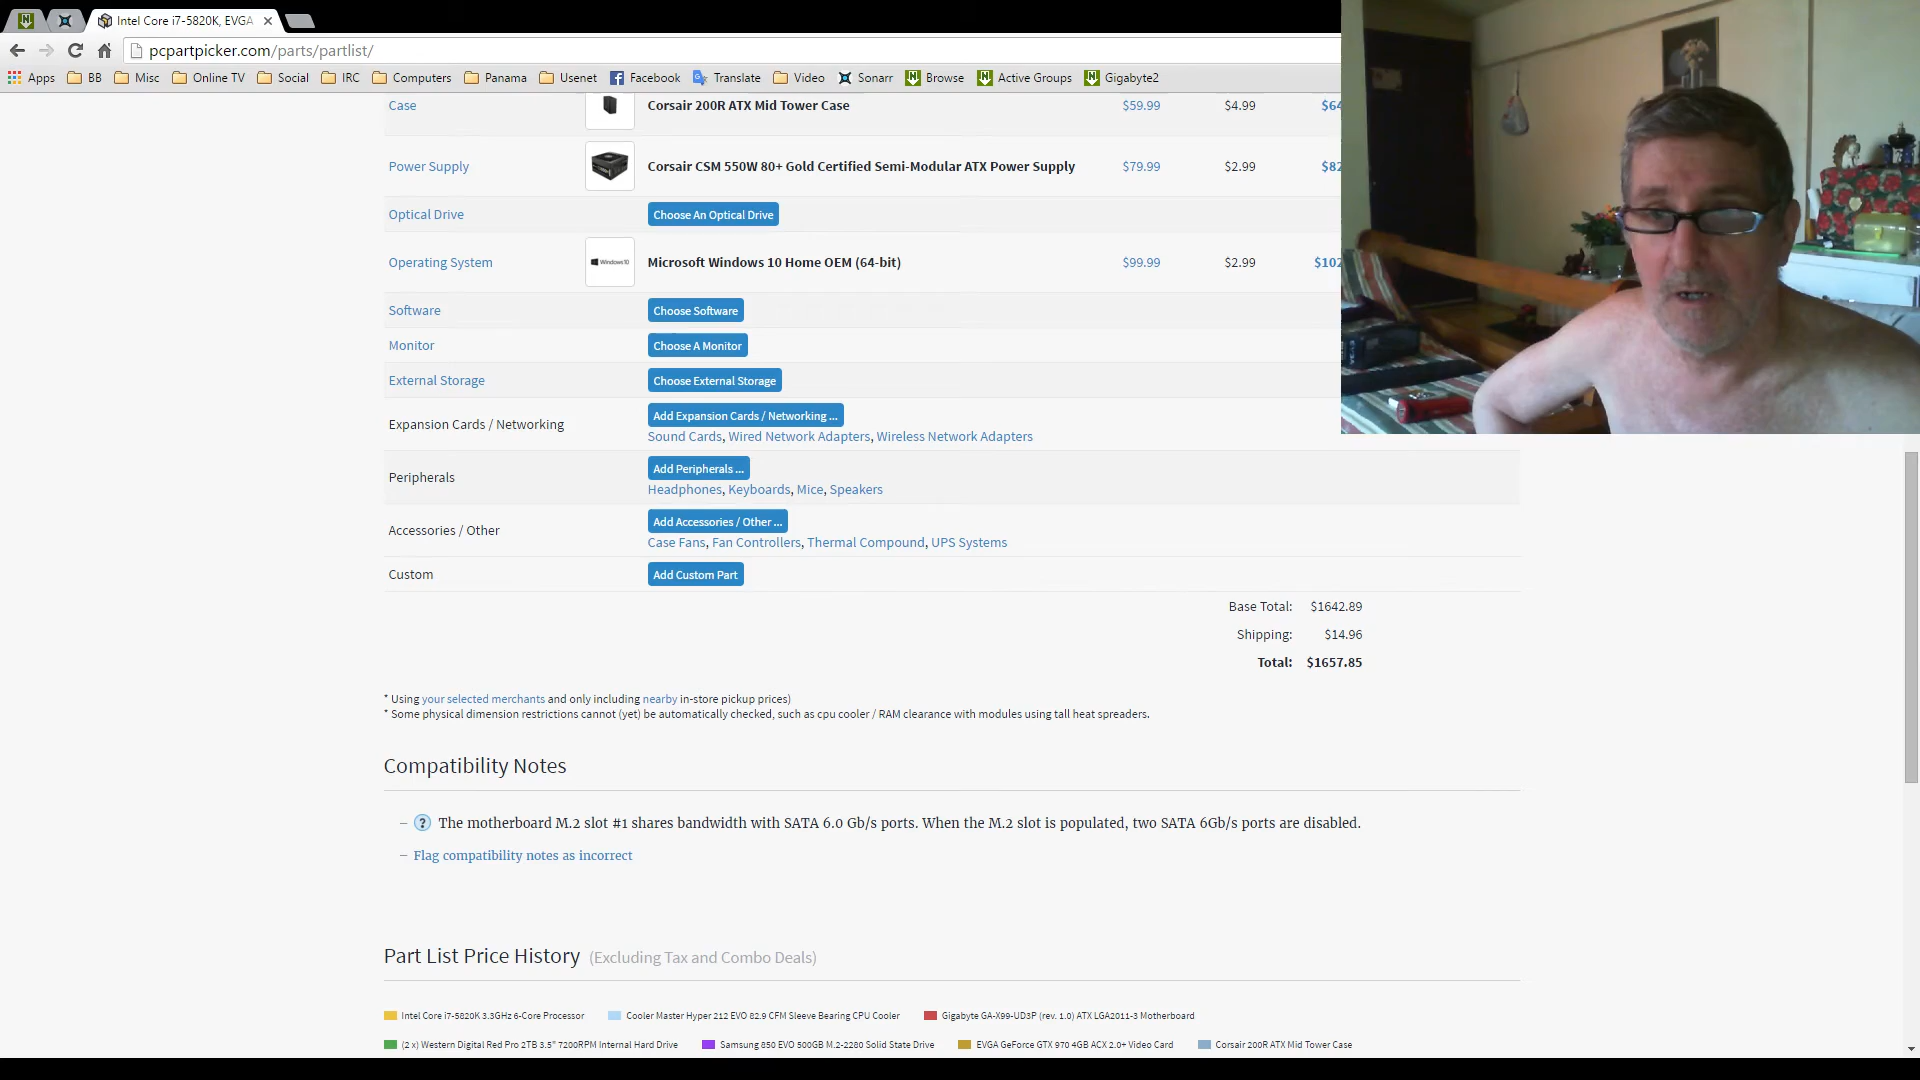 Intel Core i7-5820K, EVGA
pcpartpicker.com/parts/partlist/
Apps BB Misc Online TV Social IRC Computers Panama Usenet Facebook Translate Video Sonarr Browse Active Groups Gigabyte2
Case Corsair 200R ATX Mid Tower Case $59.99 $4.99 $64
Power Supply Corsair CSM 550W 80+ Gold Certified Semi-Modular ATX Power Supply $79.99 $2.99 $82
Optical Drive Choose An Optical Drive
Operating System Windows 10 Microsoft Windows 10 Home OEM (64-bit) $99.99 $2.99 $102
Software Choose Software
Monitor Choose A Monitor
External Storage Choose External Storage
Add Expansion Cards / Networking ...
Expansion Cards / Networking
Sound Cards, Wired Network Adapters, Wireless Network Adapters
Add Peripherals ...
Peripherals
Headphones, Keyboards, Mice, Speakers
Add Accessories / Other ...
Accessories / Other
Case Fans, Fan Controllers, Thermal Compound, UPS Systems
Custom Add Custom Part
Base Total: $1642.89
Shipping: $14.96
Total: $1657.85
* Using your selected merchants and only including nearby in-store pickup prices)
* Some physical dimension restrictions cannot (yet) be automatically checked, such as cpu cooler / RAM clearance with modules using tall heat spreaders.
Compatibility Notes
– ? The motherboard M.2 slot #1 shares bandwidth with SATA 6.0 Gb/s ports. When the M.2 slot is populated, two SATA 6Gb/s ports are disabled.
– Flag compatibility notes as incorrect
Part List Price History (Excluding Tax and Combo Deals)
Intel Core i7-5820K 3.3GHz 6-Core Processor Cooler Master Hyper 212 EVO 82.9 CFM Sleeve Bearing CPU Cooler Gigabyte GA-X99-UD3P (rev. 1.0) ATX LGA2011-3 Motherboard
(2 x) Western Digital Red Pro 2TB 3.5" 7200RPM Internal Hard Drive Samsung 850 EVO 500GB M.2-2280 Solid State Drive EVGA GeForce GTX 970 4GB ACX 2.0+ Video Card Corsair 200R ATX Mid Tower Case